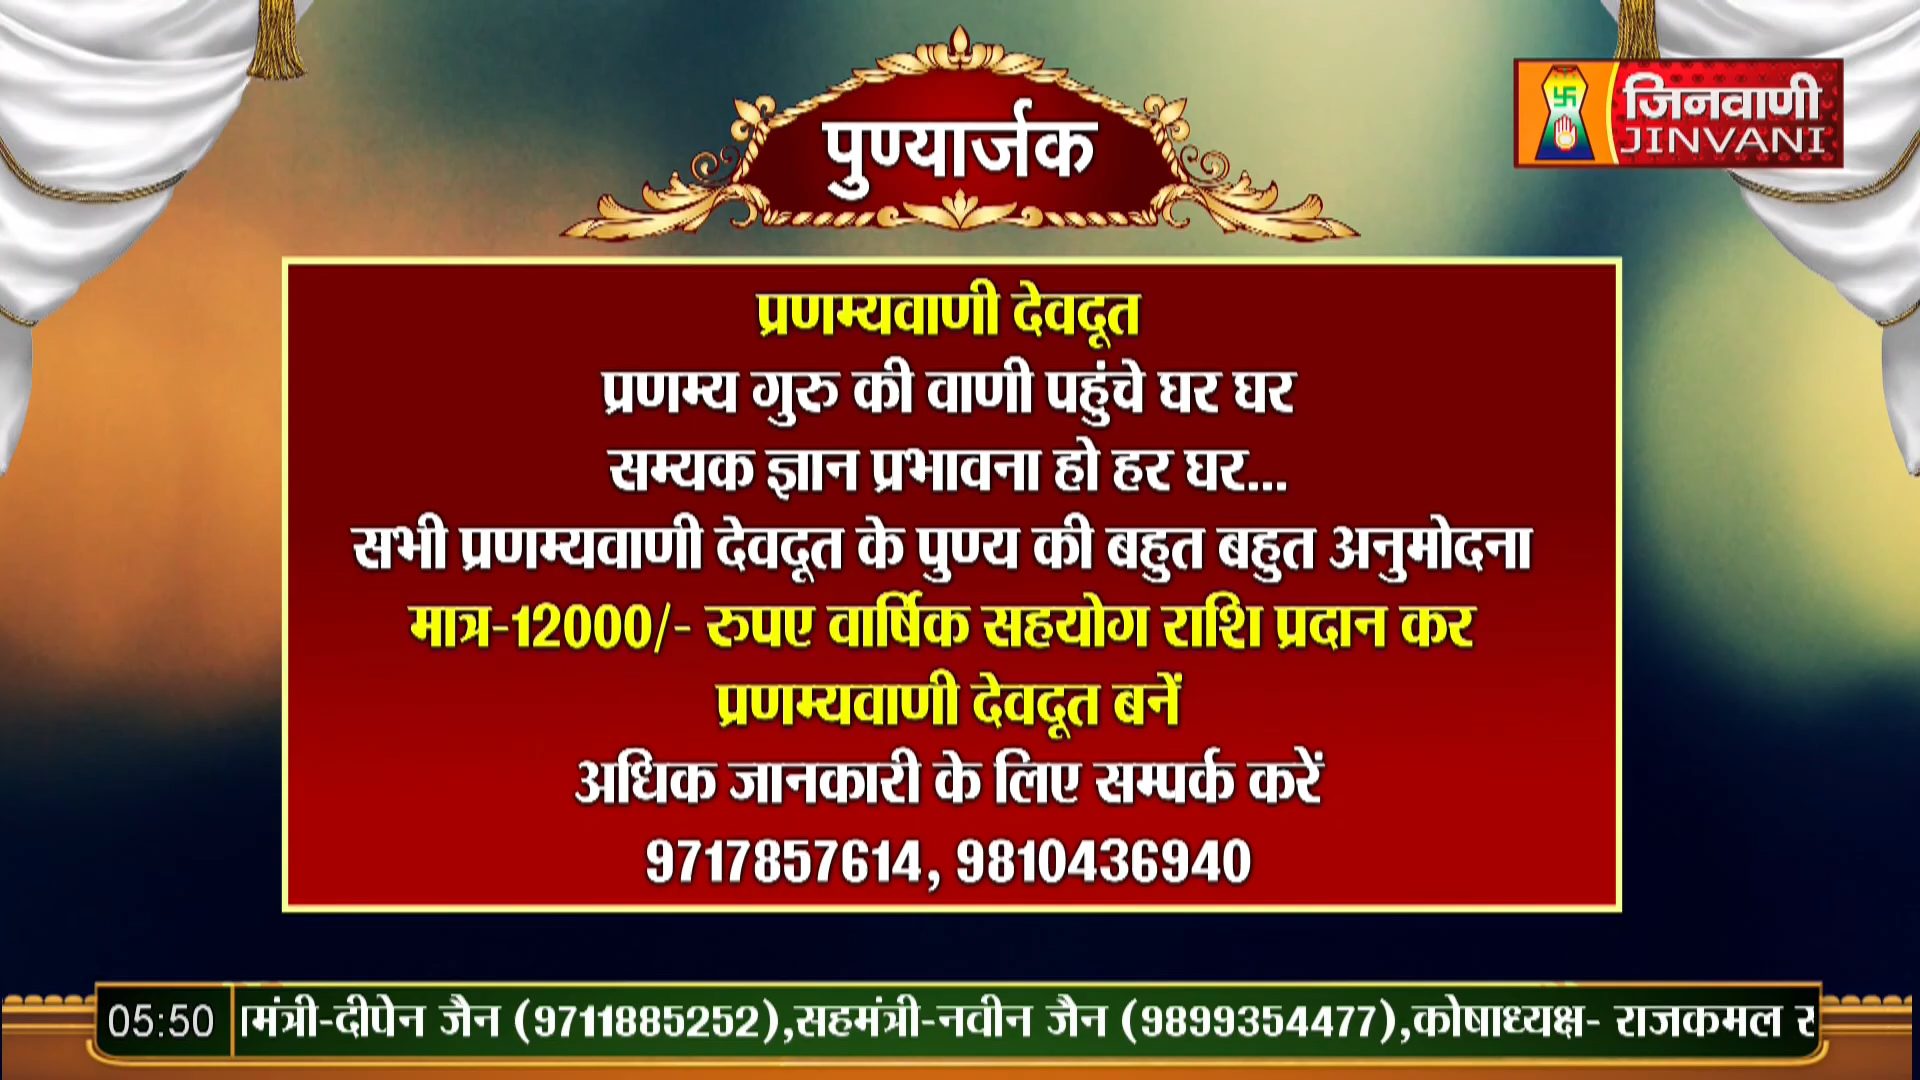 पुण्यार्जक
जिनवाणी
JINVANI
प्रणम्यवाणी देवदूत
प्रणम्य गुरु की वाणी पहुंचे घर घर
सम्यक ज्ञान प्रभावना हो हर घर...
सभी प्रणम्यवाणी देवदूत के पुण्य की बहुत बहुत अनुमोदना
मात्र-12000/- रुपए वार्षिक सहयोग राशि प्रदान कर
प्रणम्यवाणी देवदूत बनें
अधिक जानकारी के लिए सम्पर्क करें
9717857614, 9810436940
05:50 मंत्री-दीपेन जैन (9711885252),सहमंत्री-नवीन जैन (9899354477),कोषाध्यक्ष- राजकमल